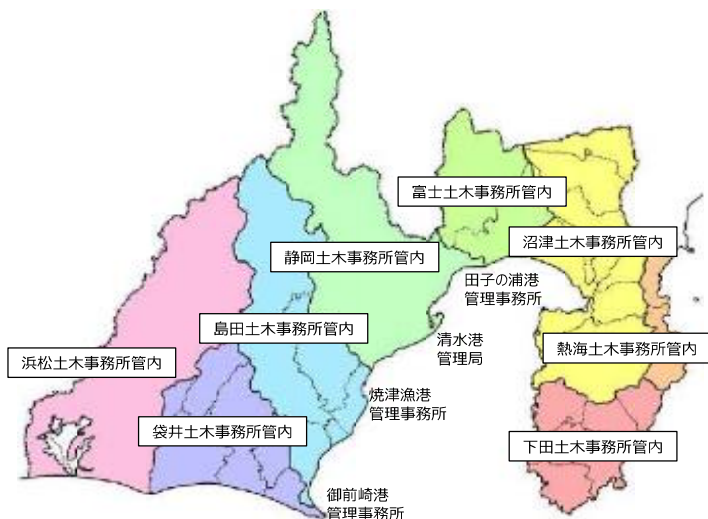 富士土木事務所管内
沼津土木事務所管内
静岡土木事務所管内
田子の浦港
管理事務所
島田土木事務所管内
清水港
管理局
熱海土木事務所管内
浜松土木事務所管内
焼津漁港
管理事務所
袋井土木事務所管内
下田土木事務所管内
御前崎港
管理事務所